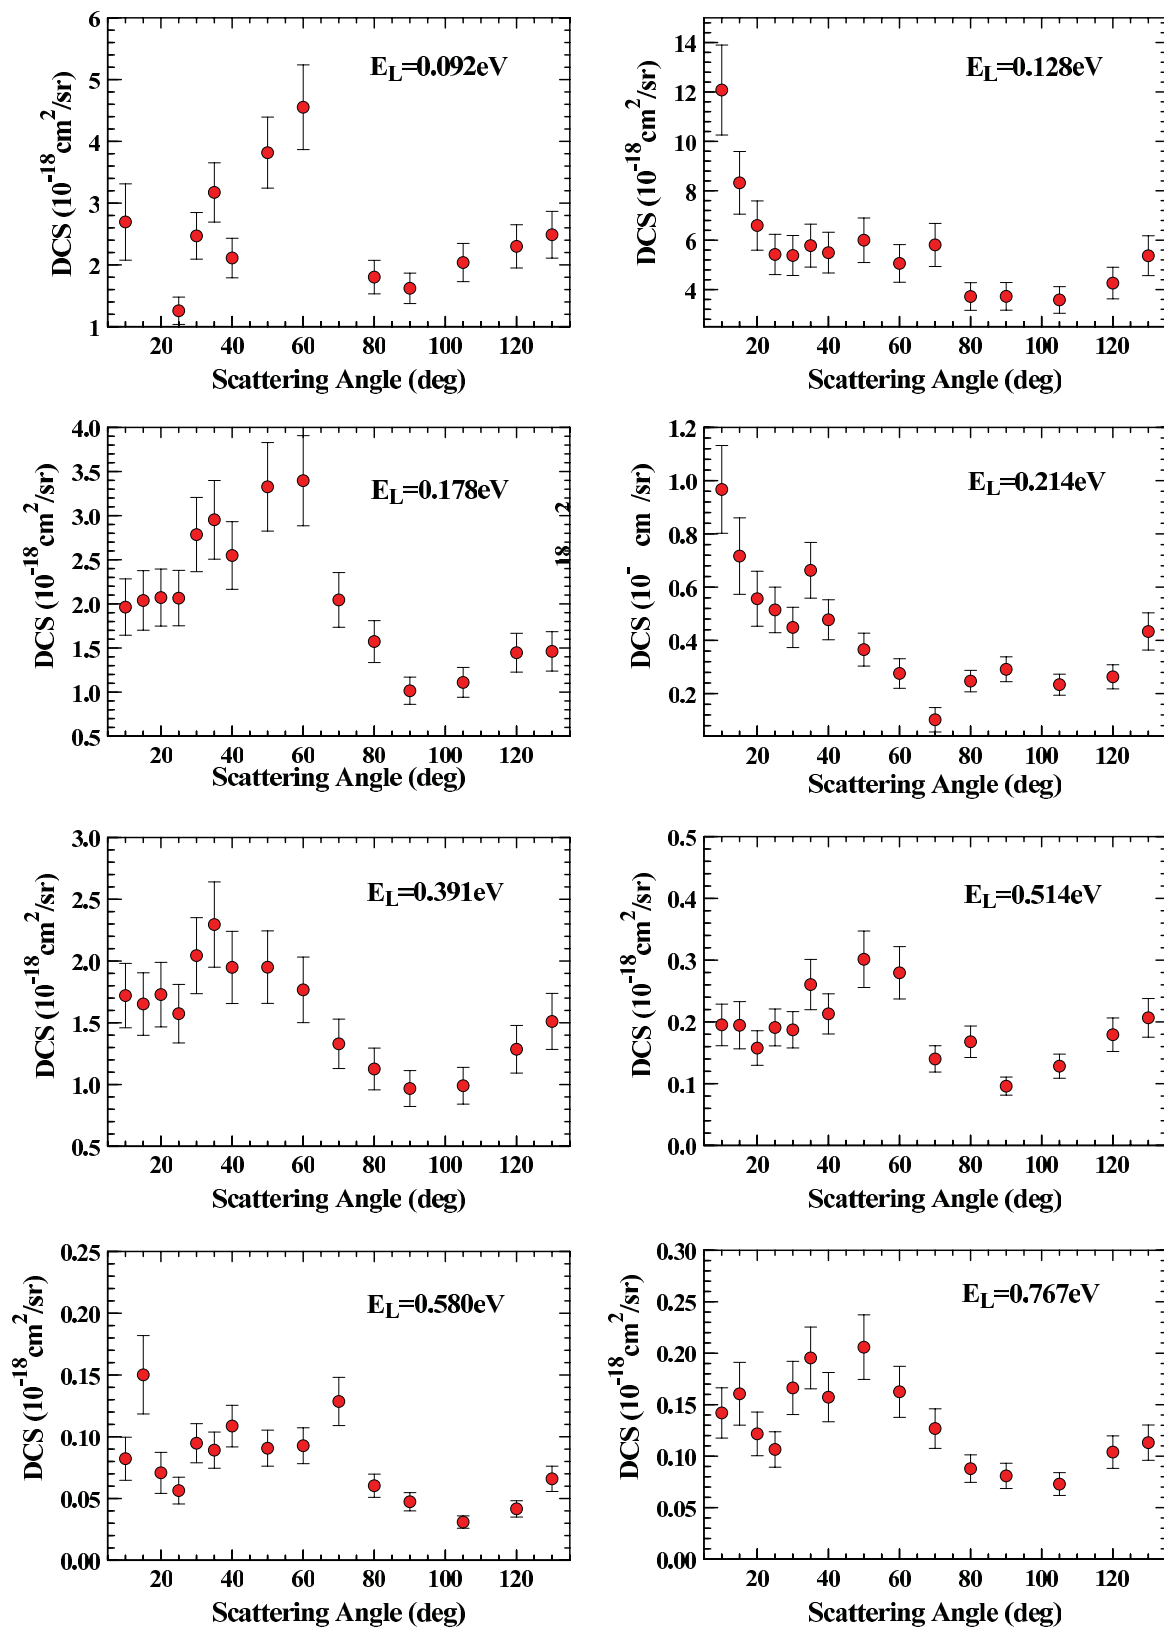 6
5
4
3
2
1
DCS (10-18cm2/sr)
EL=0.092eV
20 40 60 80 100 120
Scattering Angle (deg)
14
12
10
8
6
4
DCS (10-18cm2/sr)
EL=0.128eV
20 40 60 80 100 120
Scattering Angle (deg)
4.0
3.5
3.0
2.5
2.0
1.5
1.0
0.5
DCS (10-18cm2/sr)
EL=0.178eV
20 40 60 80 100 120
Scattering Angle (deg)
1.2
1.0
0.8
0.6
0.4
0.2
DCS (10- cm /sr)
18 2
EL=0.214eV
20 40 60 80 100 120
Scattering Angle (deg)
3.0
2.5
2.0
1.5
1.0
0.5
DCS (10-18cm2/sr)
EL=0.391eV
20 40 60 80 100 120
Scattering Angle (deg)
0.5
0.4
0.3
0.2
0.1
0.0
DCS (10-18cm2/sr)
EL=0.514eV
20 40 60 80 100 120
Scattering Angle (deg)
0.25
0.20
0.15
0.10
0.05
0.00
DCS (10-18cm2/sr)
EL=0.580eV
20 40 60 80 100 120
Scattering Angle (deg)
0.30
0.25
0.20
0.15
0.10
0.05
0.00
DCS (10-18cm2/sr)
EL=0.767eV
20 40 60 80 100 120
Scattering Angle (deg)